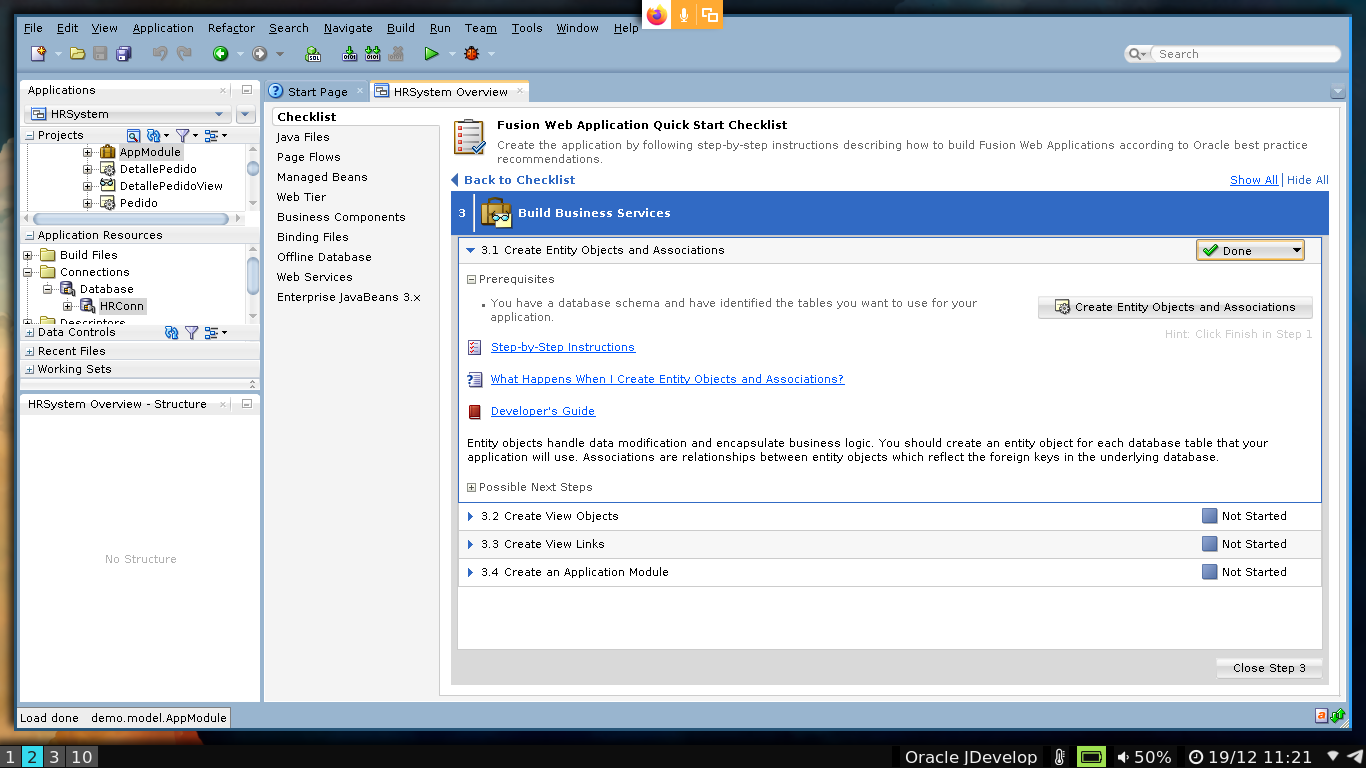 File Edit View Application Refactor Search Navigate Build Run Team Tools Window Help
Search
Applications
HRSystem
Projects
AppModule
DetallePedido
DetallePedidoView
Pedido
Application Resources
Build Files
Connections
Database
HRConn
Descriptors
Data Controls
Recent Files
Working Sets
HRSystem Overview - Structure
No Structure
Start Page
HRSystem Overview
Checklist
Java Files
Page Flows
Managed Beans
Web Tier
Business Components
Binding Files
Offline Database
Web Services
Enterprise JavaBeans 3.x
Fusion Web Application Quick Start Checklist
Create the application by following step-by-step instructions describing how to build Fusion Web Applications according to Oracle best practice
recommendations.
Back to Checklist
Show All | Hide All
3 Build Business Services
3.1 Create Entity Objects and Associations
Done
Prerequisites
• You have a database schema and have identified the tables you want to use for your
application.
Create Entity Objects and Associations
Hint: Click Finish in Step 1
Step-by-Step Instructions
What Happens When I Create Entity Objects and Associations?
Developer's Guide
Entity objects handle data modification and encapsulate business logic. You should create an entity object for each database table that your
application will use. Associations are relationships between entity objects which reflect the foreign keys in the underlying database.
Possible Next Steps
3.2 Create View Objects
Not Started
3.3 Create View Links
Not Started
3.4 Create an Application Module
Not Started
Close Step 3
Load done demo.model.AppModule
1 2 3 10
Oracle JDevelop
50%
19/12 11:21